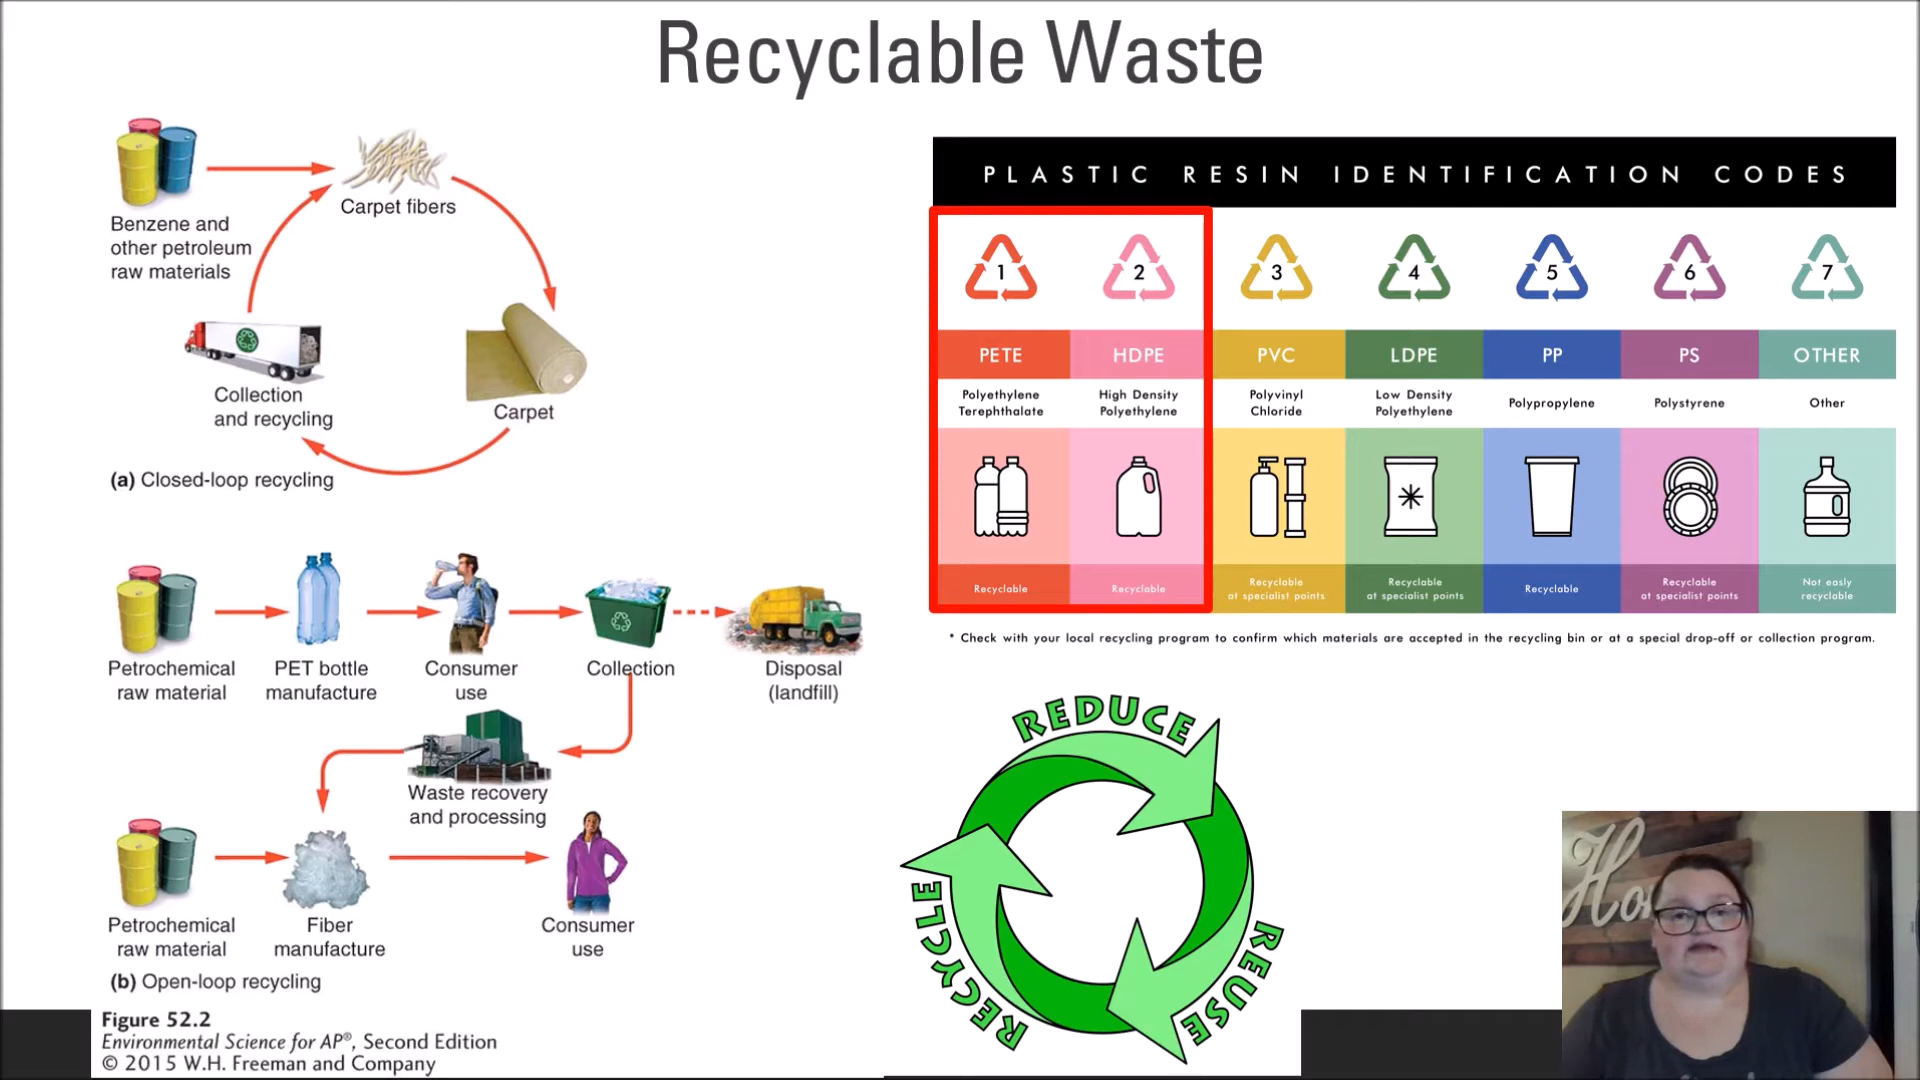 Recyclable Waste
Benzene and
other petroleum
raw materials
Carpet fibers
Collection
and recycling
Carpet
(a) Closed-loop recycling
Petrochemical
raw material
PET bottle
manufacture
Consumer
use
Collection
Disposal
(landfill)
Waste recovery
and processing
Petrochemical
raw material
Fiber
manufacture
Consumer
use
(b) Open-loop recycling
Figure 52.2
Environmental Science for AP®, Second Edition
© 2015 W.H. Freeman and Company
PLASTIC RESIN IDENTIFICATION CODES
1 2 3 4 5 6 7
PETE HDPE PVC LDPE PP PS OTHER
Polyethylene
Terephthalate
High Density
Polyethylene
Polyvinyl
Chloride
Low Density
Polyethylene
Polypropylene
Polystyrene
Other
Recyclable
Recyclable
Recyclable
at specialist points
Recyclable
at specialist points
Recyclable
Recyclable
at specialist points
Not easily
recyclable
* Check with your local recycling program to confirm which materials are accepted in the recycling bin or at a special drop-off or collection program.
REDUCE
REUSE
RECYCLE